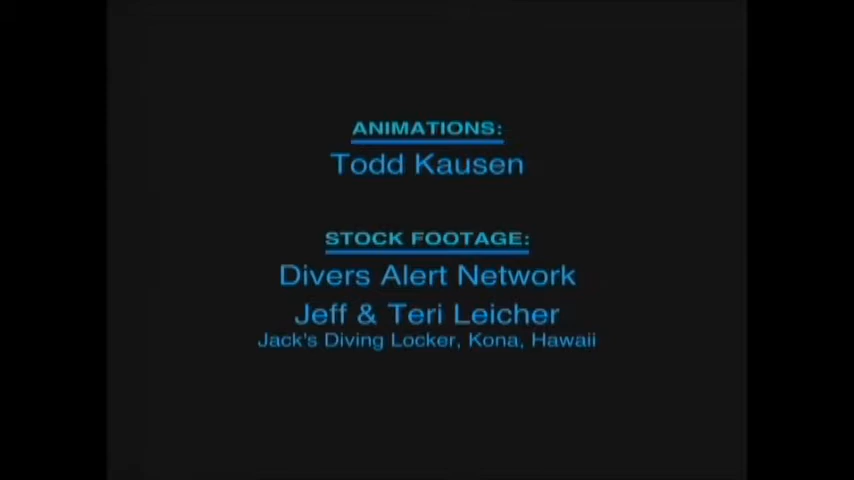 ANIMATIONS:
Todd Kausen
STOCK FOOTAGE:
Divers Alert Network
Jeff & Teri Leicher
Jack's Diving Locker, Kona, Hawaii